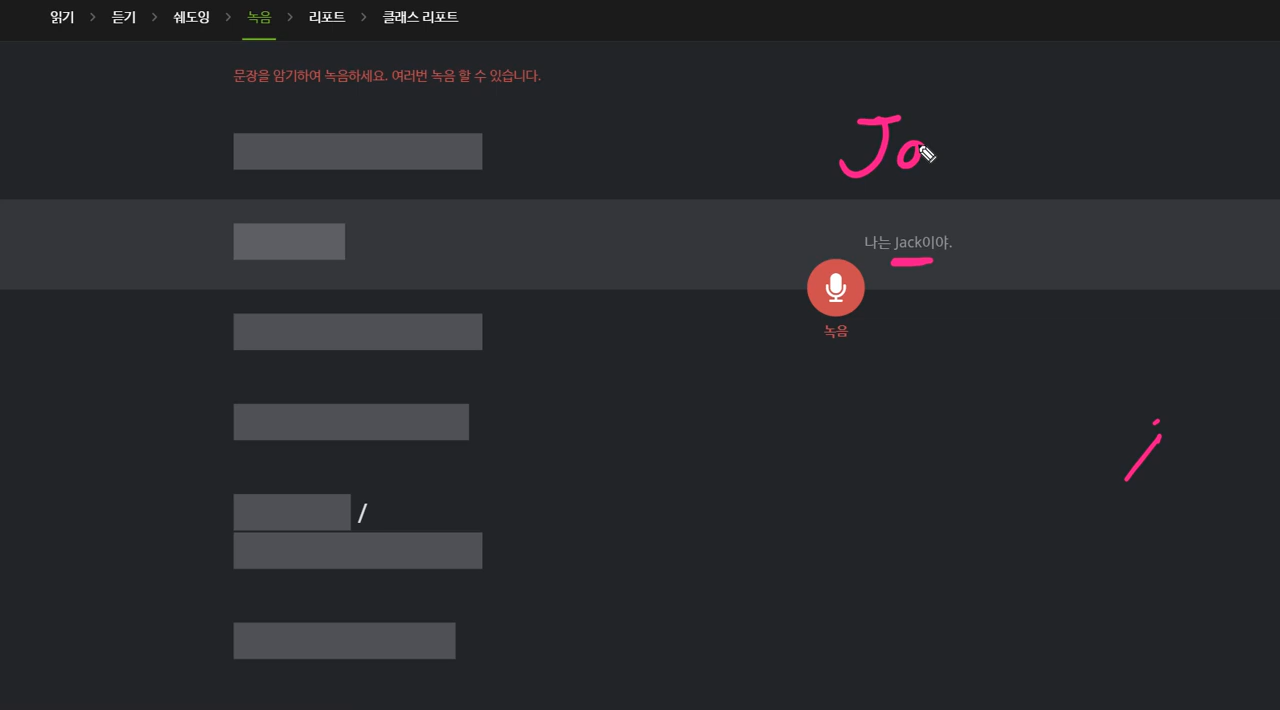 읽기 > 듣기 > 쉐도잉 > 녹음 > 리포트 > 클래스 리포트
문장을 암기하여 녹음하세요. 여러번 녹음 할 수 있습니다.
Ja
나는 Jack이야.
녹음
i
/